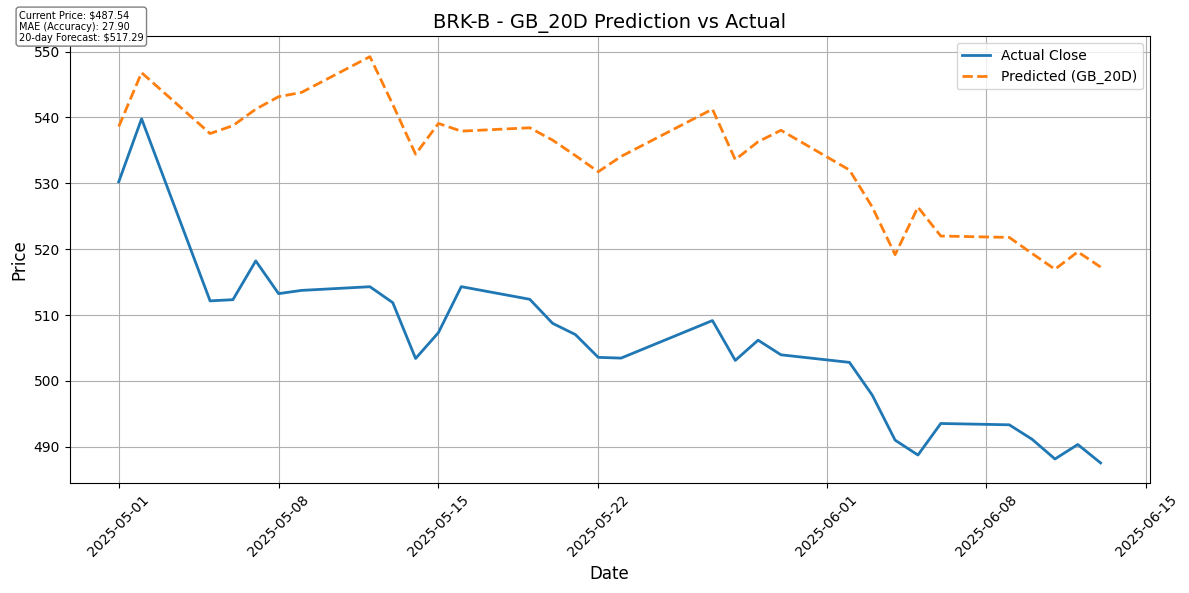 BRK-B - GB_20D Prediction vs Actual
Current Price: $487.54
MAE (Accuracy): 27.90
20-day Forecast: $517.29
Actual Close
Predicted (GB_20D)
Price
550
540
530
520
510
500
490
2025-05-01
2025-05-08
2025-05-15
2025-05-22
2025-06-01
2025-06-08
2025-06-15
Date